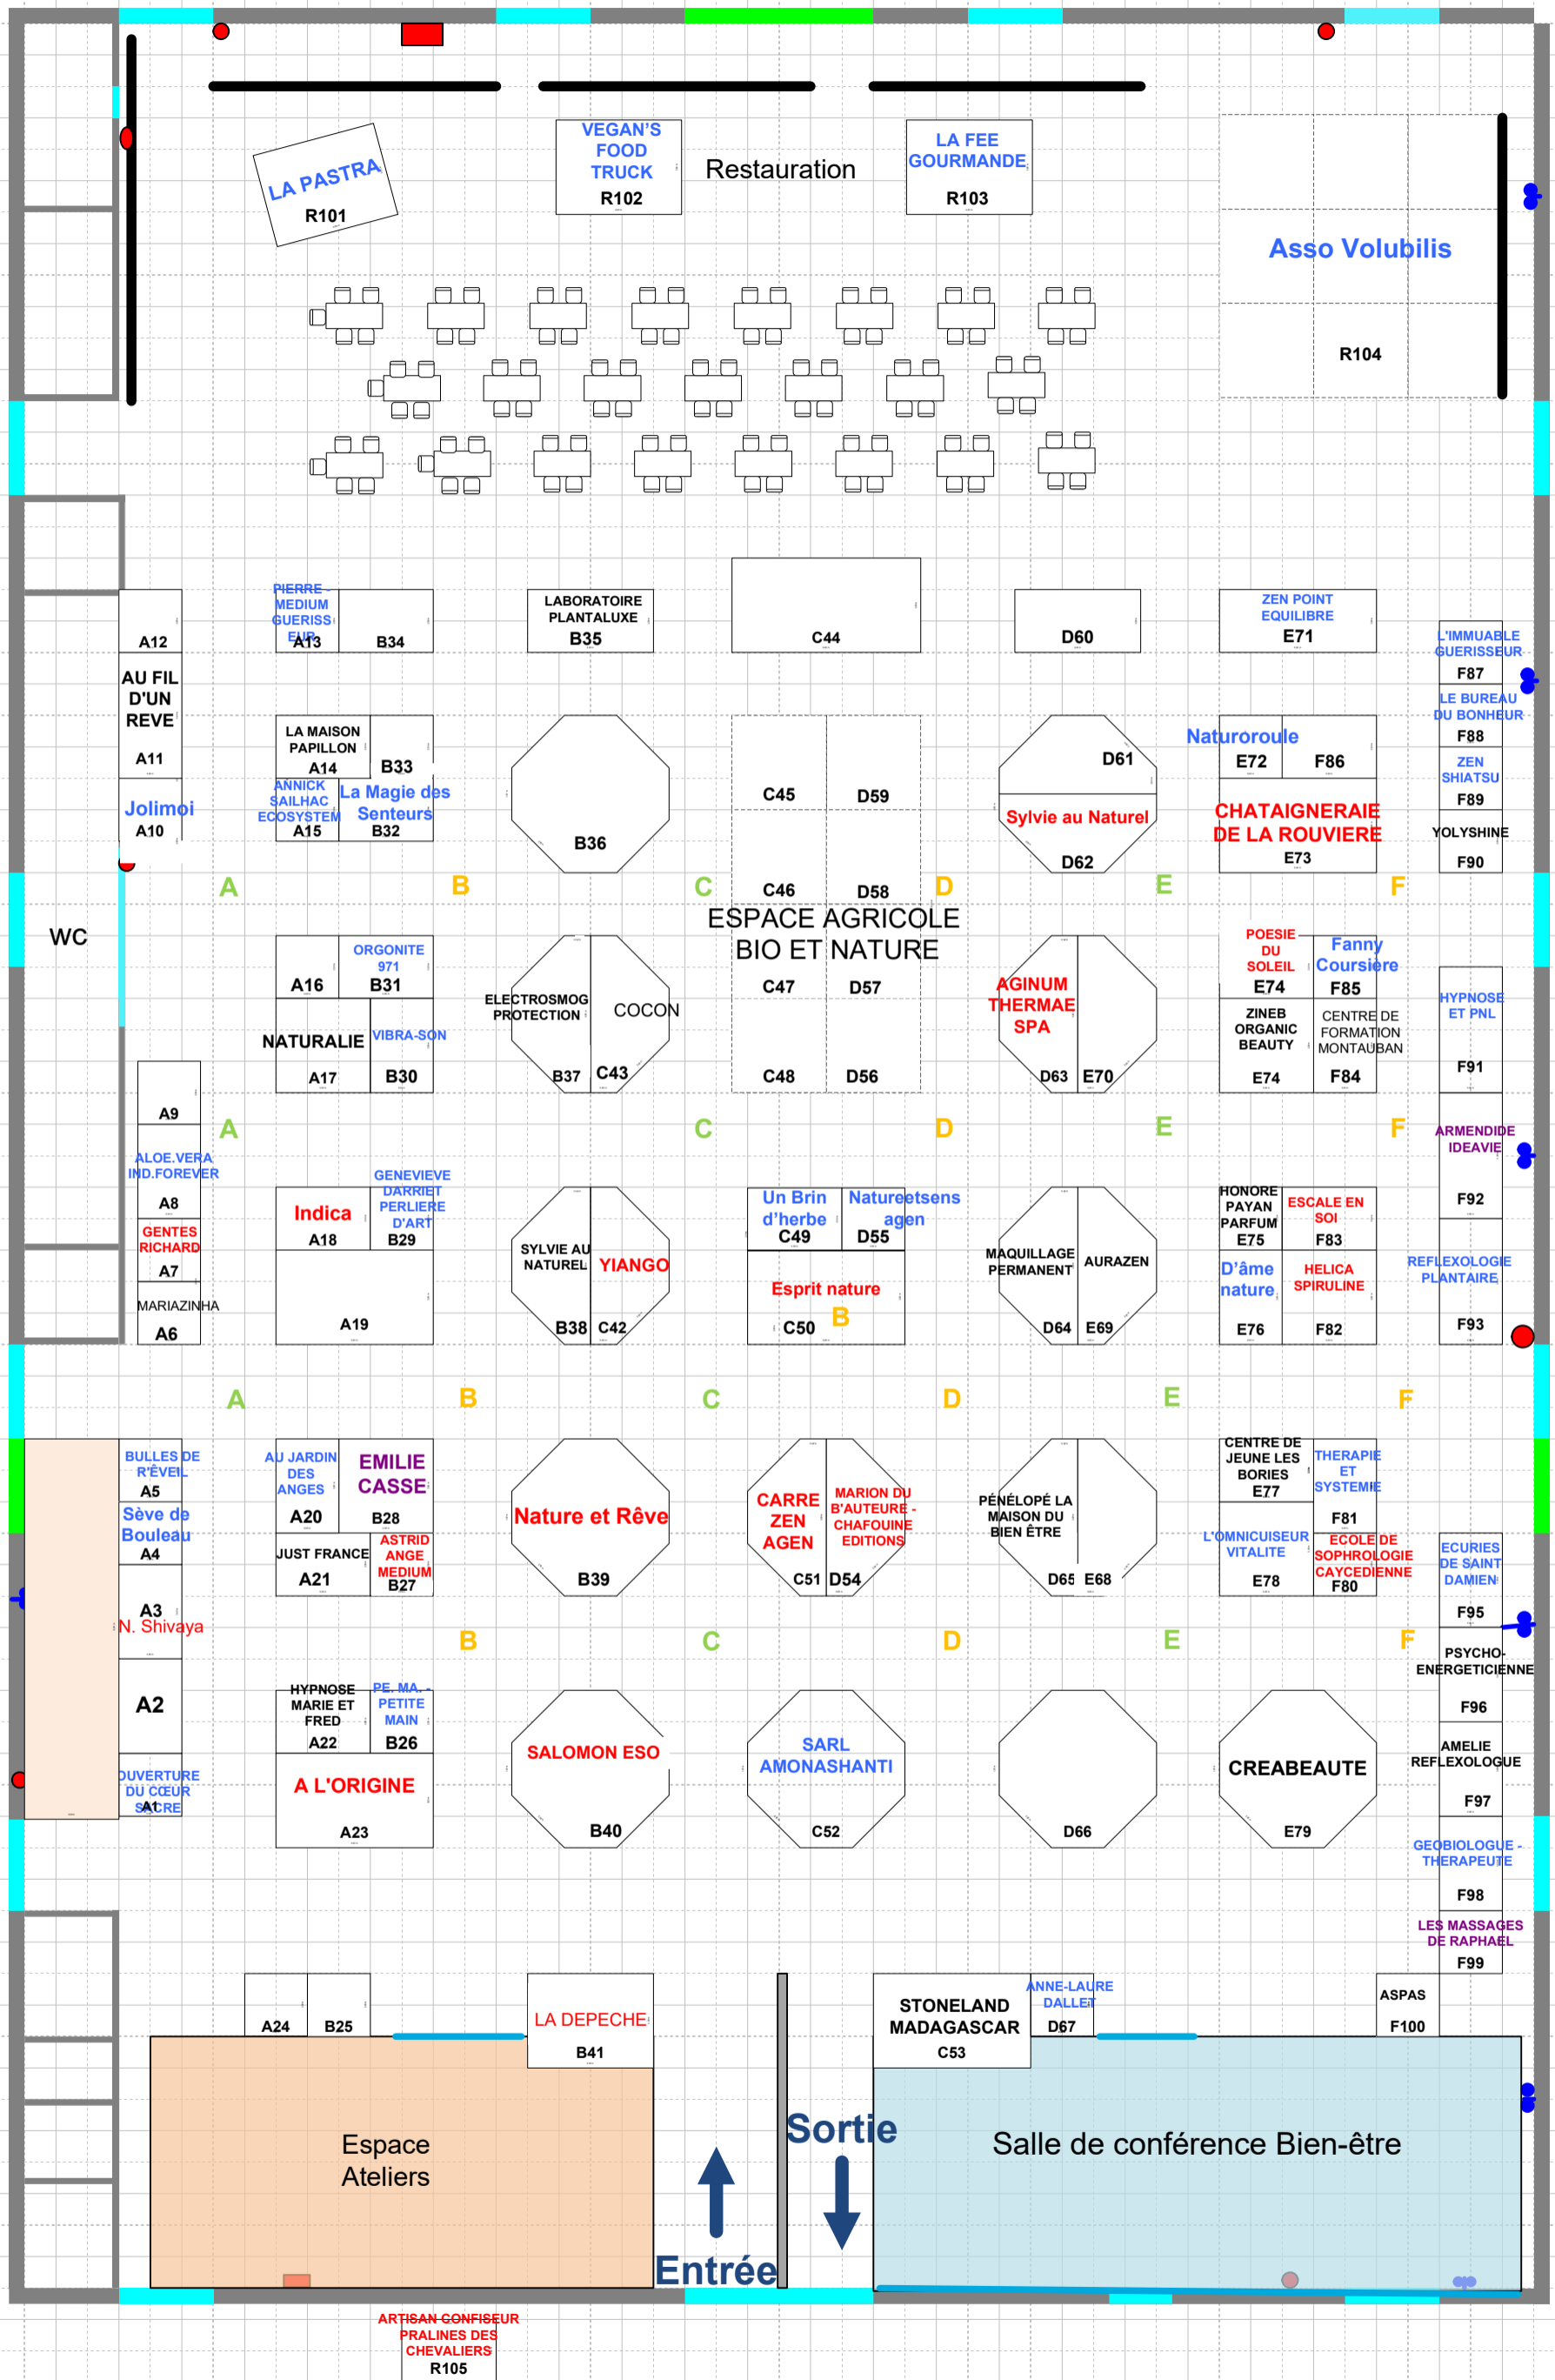 LA PASTRA
R101
VEGAN'S
FOOD
TRUCK
R102
Restauration
LA FEE
GOURMANDE
R103
Asso Volubilis
R104
A12
PIERRE -
MEDIUM
GUERISS
EUR
A13
B34
LABORATOIRE
PLANTALUXE
B35
C44
D60
ZEN POINT
EQUILIBRE
E71
L'IMMUABLE
GUERISSEUR
F87
AU FIL
D'UN
REVE
A11
LA MAISON
PAPILLON
A14
B33
B36
C45
D59
D61
Naturoroule
E72
F86
LE BUREAU
DU BONHEUR
F88
Jolimoi
A10
ANNICK
SAILHAC
ECOSYSTEM
A15
La Magie des
Senteurs
B32
Sylvie au Naturel
D62
CHATAIGNERAIE
DE LA ROUVIERE
E73
ZEN
SHIATSU
F89
YOLYSHINE
F90
A
B
C
C46
D58
D
E
F
WC
ESPACE AGRICOLE
BIO ET NATURE
A16
ORGONITE
971
B31
ELECTROSMOG
PROTECTION
B37
COCON
C43
C47
D57
AGINUM
THERMAE
SPA
D63
E70
POESIE
DU
SOLEIL
E74
Fanny
Coursière
F85
HYPNOSE
ET PNL
F91
NATURALIE
A17
VIBRA-SON
B30
C48
D56
ZINEB
ORGANIC
BEAUTY
E74
CENTRE DE
FORMATION
MONTAUBAN
F84
A9
A
C
D
E
F
ARMENDIDE
IDEAVIE
F92
ALOE.VERA
IND.FOREVER
A8
Indica
A18
GENEVIEVE
DARRIET
PERLIERE
D'ART
B29
SYLVIE AU
NATUREL
B38
YIANGO
C42
Un Brin
d'herbe
C49
Natureetsens
agen
D55
MAQUILLAGE
PERMANENT
D64
AURAZEN
E69
HONORE
PAYAN
PARFUM
E75
ESCALE EN
SOI
F83
GENTES
RICHARD
A7
A19
Esprit nature
B
C50
D'âme
nature
E76
HELICA
SPIRULINE
F82
REFLEXOLOGIE
PLANTAIRE
F93
MARIAZINHA
A6
A
B
C
D
E
F
BULLES DE
R'ÊVEIL
A5
AU JARDIN
DES
ANGES
A20
EMILIE
CASSE
B28
Nature et Rêve
B39
CARRE
ZEN
AGEN
C51
MARION DU
B'AUTEURE -
CHAFOUINE
EDITIONS
D54
PÉNÉLOPÉ LA
MAISON DU
BIEN ÊTRE
D65
E68
CENTRE DE
JEUNE LES
BORIES
E77
THERAPIE
ET
SYSTEMIE
F81
Sève de
Bouleau
A4
JUST FRANCE
A21
ASTRID
ANGE
MEDIUM
B27
L'OMNICUISEUR
VITALITE
E78
ECOLE DE
SOPHROLOGIE
CAYCEDIENNE
F80
ECURIES
DE SAINT
DAMIEN
F95
A3
N. Shivaya
B
C
D
E
F
PSYCHO-
ENERGETICIENNE
F96
A2
HYPNOSE
MARIE ET
FRED
A22
PE. MA. -
PETITE
MAIN
B26
SALOMON ESO
B40
SARL
AMONASHANTI
C52
D66
CREABEAUTE
E79
AMELIE
REFLEXOLOGUE
F97
OUVERTURE
DU CŒUR
SACRE
A1
A L'ORIGINE
A23
GEOBIOLOGUE -
THERAPEUTE
F98
LES MASSAGES
DE RAPHAEL
F99
A24
B25
LA DEPECHE
B41
STONELAND
MADAGASCAR
C53
ANNE-LAURE
DALLET
D67
ASPAS
F100
Espace
Ateliers
Sortie
Entrée
Salle de conférence Bien-être
ARTISAN CONFISEUR
PRALINES DES
CHEVALIERS
R105